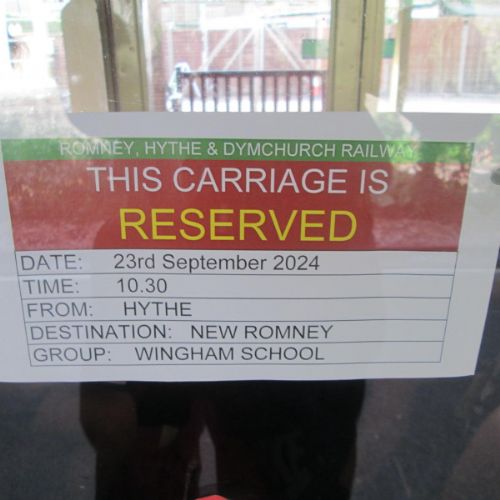 ROMNEY, HYTHE & DYMCHURCH RAILWAY
THIS CARRIAGE IS
RESERVED
DATE: 23rd September 2024
TIME: 10.30
FROM: HYTHE
DESTINATION: NEW ROMNEY
GROUP: WINGHAM SCHOOL